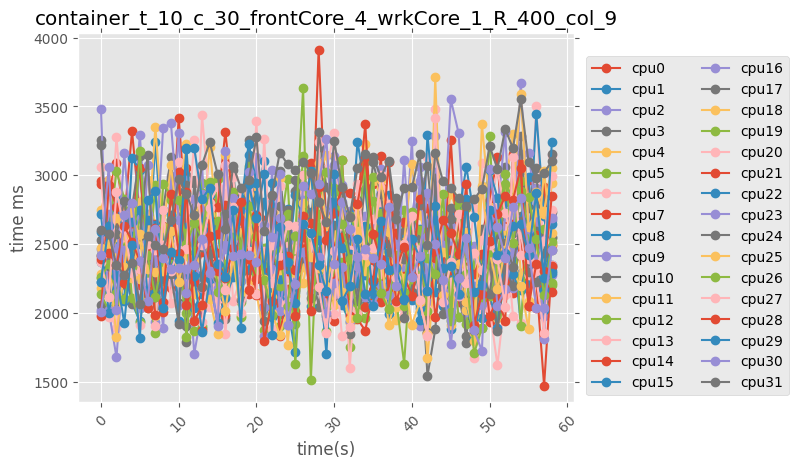 container_t_10_c_30_frontCore_4_wrkCore_1_R_400_col_9
time ms
4000
3500
3000
2500
2000
1500
0
10
20
30
40
50
60
time(s)
cpu0
cpu1
cpu2
cpu3
cpu4
cpu5
cpu6
cpu7
cpu8
cpu9
cpu10
cpu11
cpu12
cpu13
cpu14
cpu15
cpu16
cpu17
cpu18
cpu19
cpu20
cpu21
cpu22
cpu23
cpu24
cpu25
cpu26
cpu27
cpu28
cpu29
cpu30
cpu31